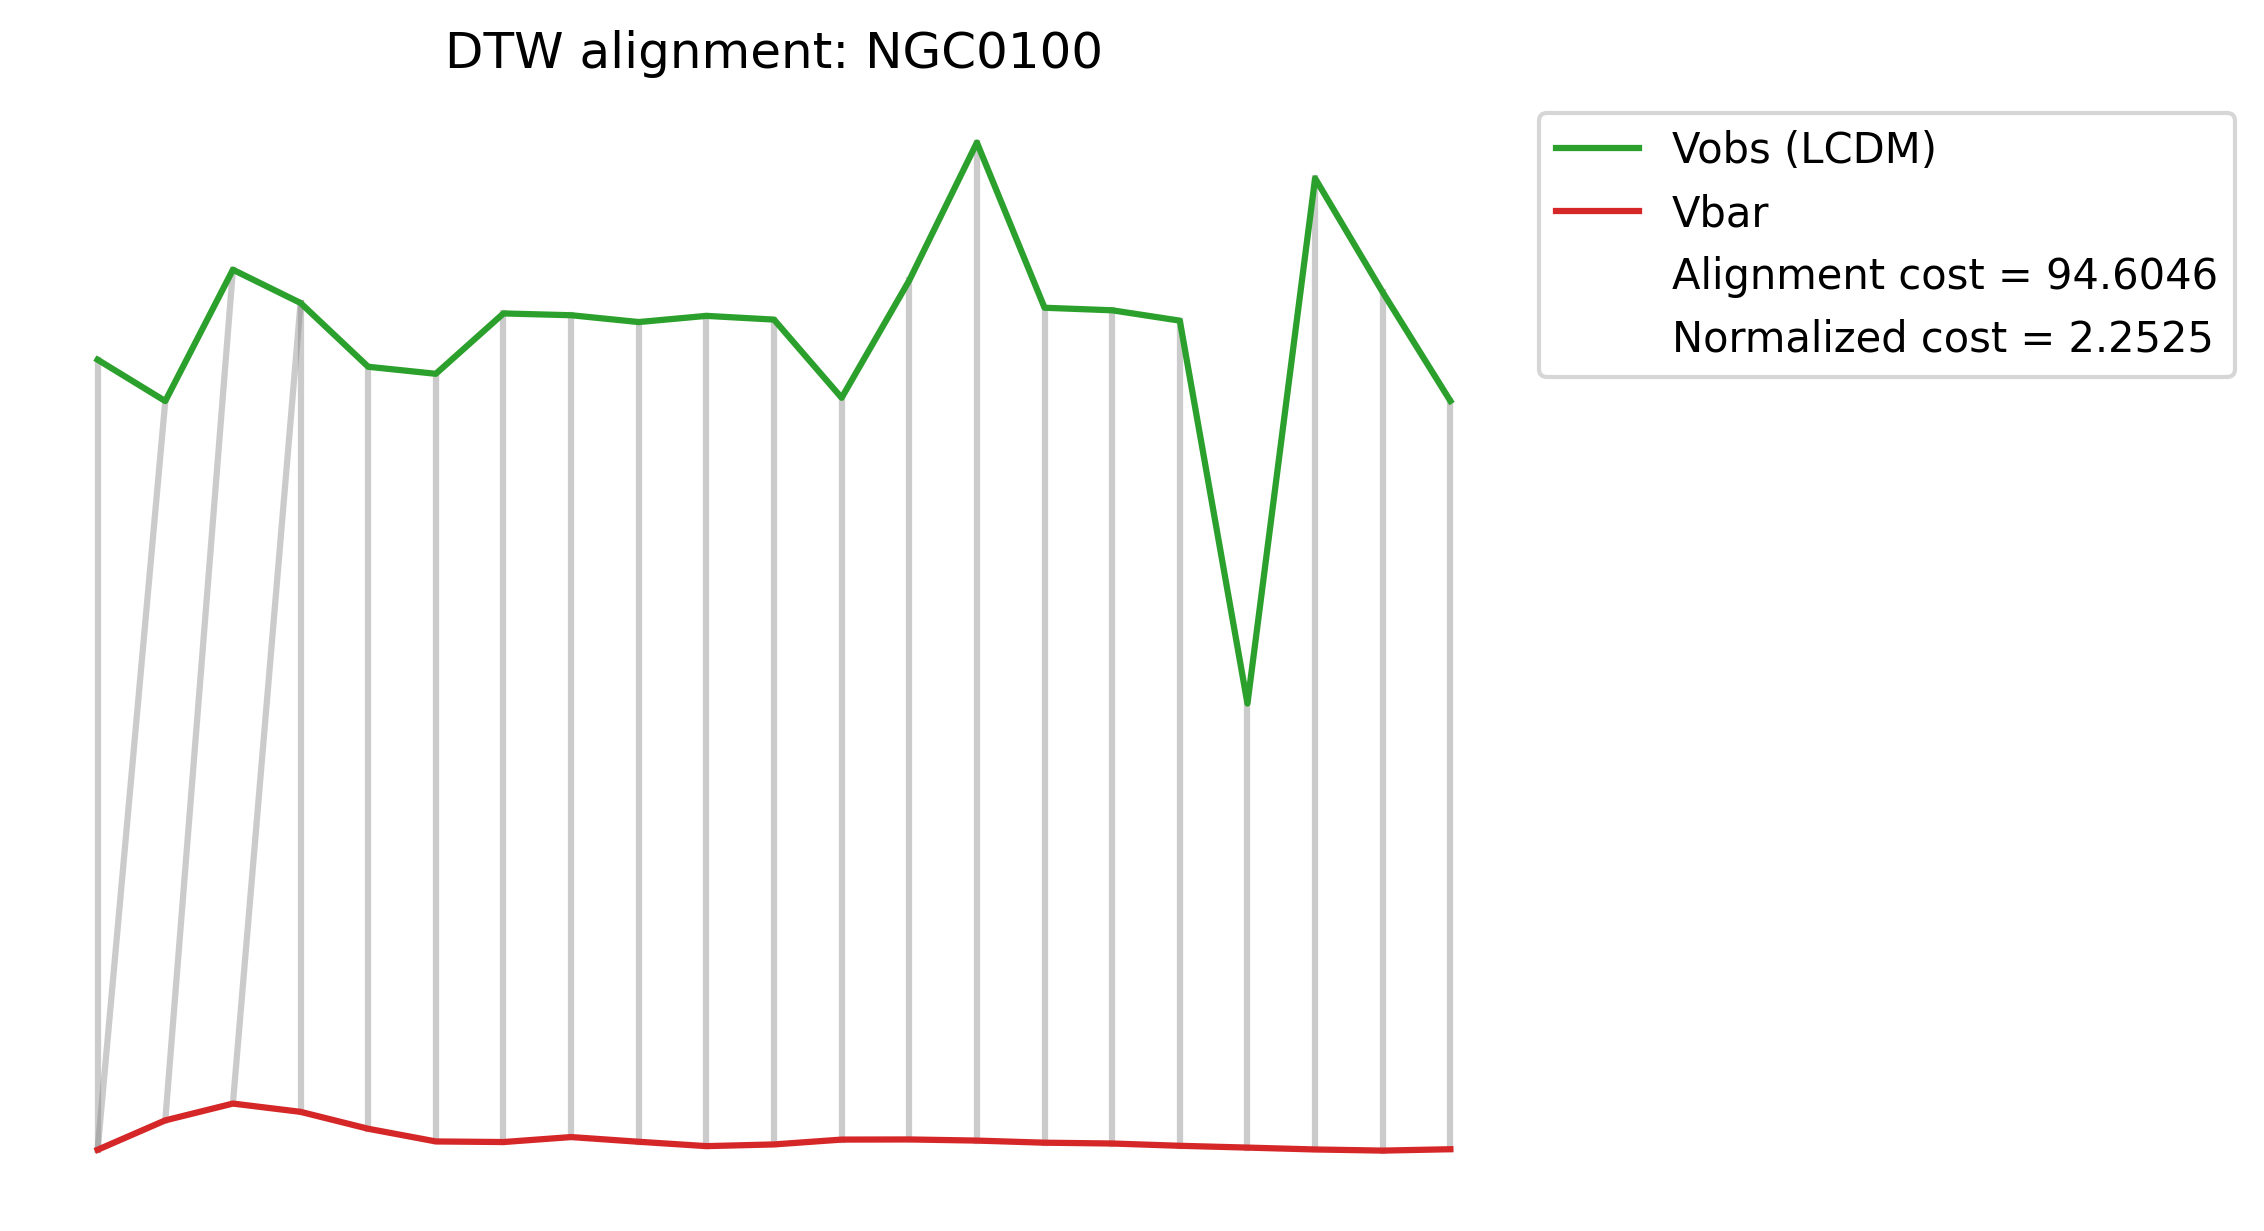 DTW alignment: NGC0100
Vobs (LCDM)
Vbar
Alignment cost = 94.6046
Normalized cost = 2.2525